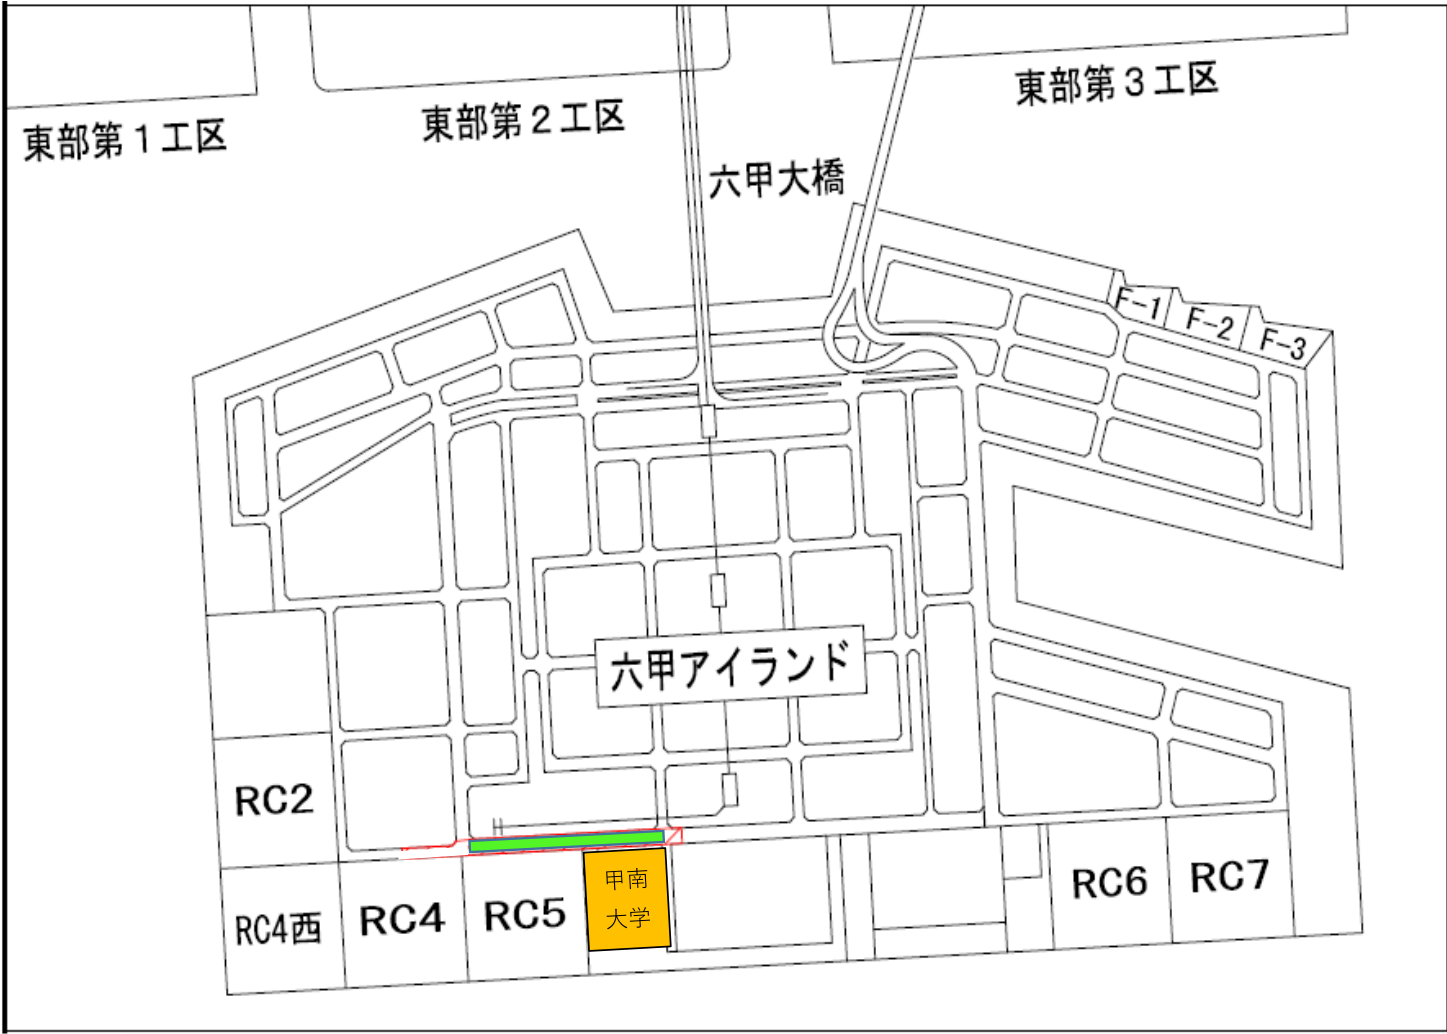 東部第１工区
東部第２工区
東部第３工区
六甲大橋
F-1
F-2
F-3
六甲アイランド
RC2
RC4西
RC4
RC5
甲南
大学
RC6
RC7